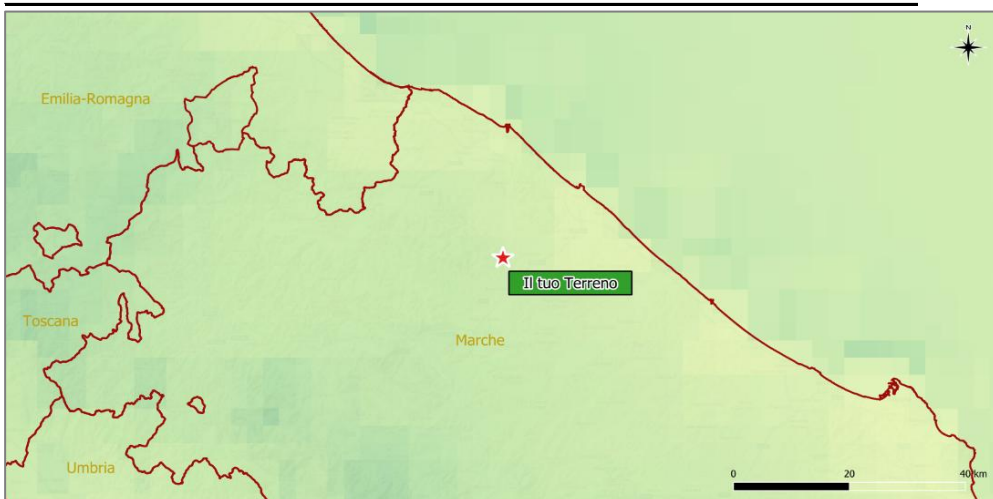 N
Emilia-Romagna
Il tuo Terreno
Toscana
Marche
Umbria
0 20 40 km